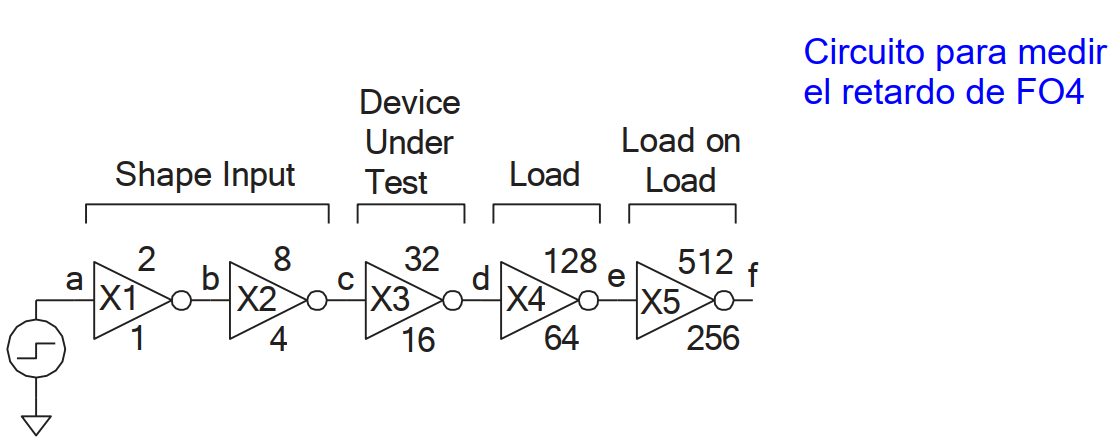 Circuito para medir
el retardo de FO4
Device
Under
Test
Shape Input
Load
Load on
Load
2
8
32
128
512
a
b
c
d
e
f
X1
X2
X3
X4
X5
1
4
16
64
256